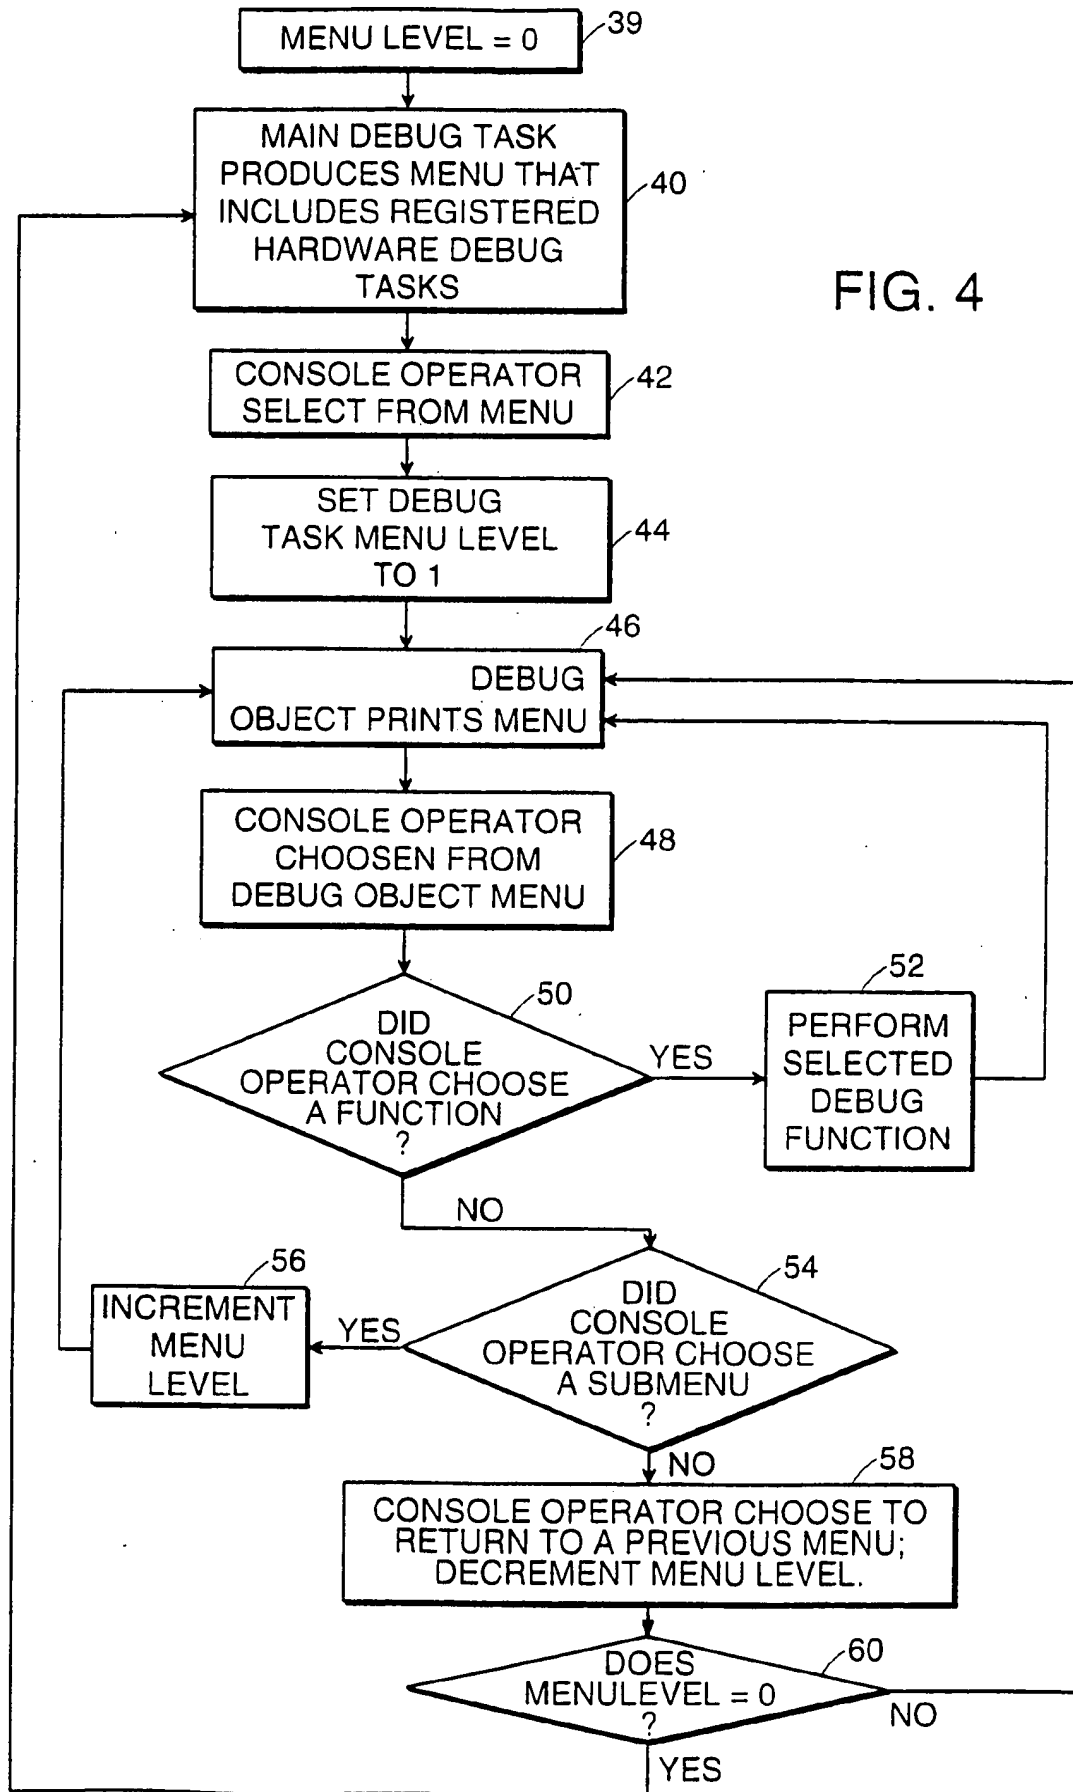 MENU LEVEL = 0
39
MAIN DEBUG TASK
PRODUCES MENU THAT
INCLUDES REGISTERED
HARDWARE DEBUG
TASKS
40
FIG. 4
CONSOLE OPERATOR
SELECT FROM MENU
42
SET DEBUG
TASK MENU LEVEL
TO 1
44
46
DEBUG
OBJECT PRINTS MENU
CONSOLE OPERATOR
CHOOSEN FROM
DEBUG OBJECT MENU
48
50
DID
CONSOLE
OPERATOR CHOOSE
A FUNCTION
?
YES
52
PERFORM
SELECTED
DEBUG
FUNCTION
NO
54
DID
CONSOLE
OPERATOR CHOOSE
A SUBMENU
?
YES
56
INCREMENT
MENU
LEVEL
NO
58
CONSOLE OPERATOR CHOOSE TO
RETURN TO A PREVIOUS MENU;
DECREMENT MENU LEVEL.
60
DOES
MENULEVEL = 0
?
NO
YES